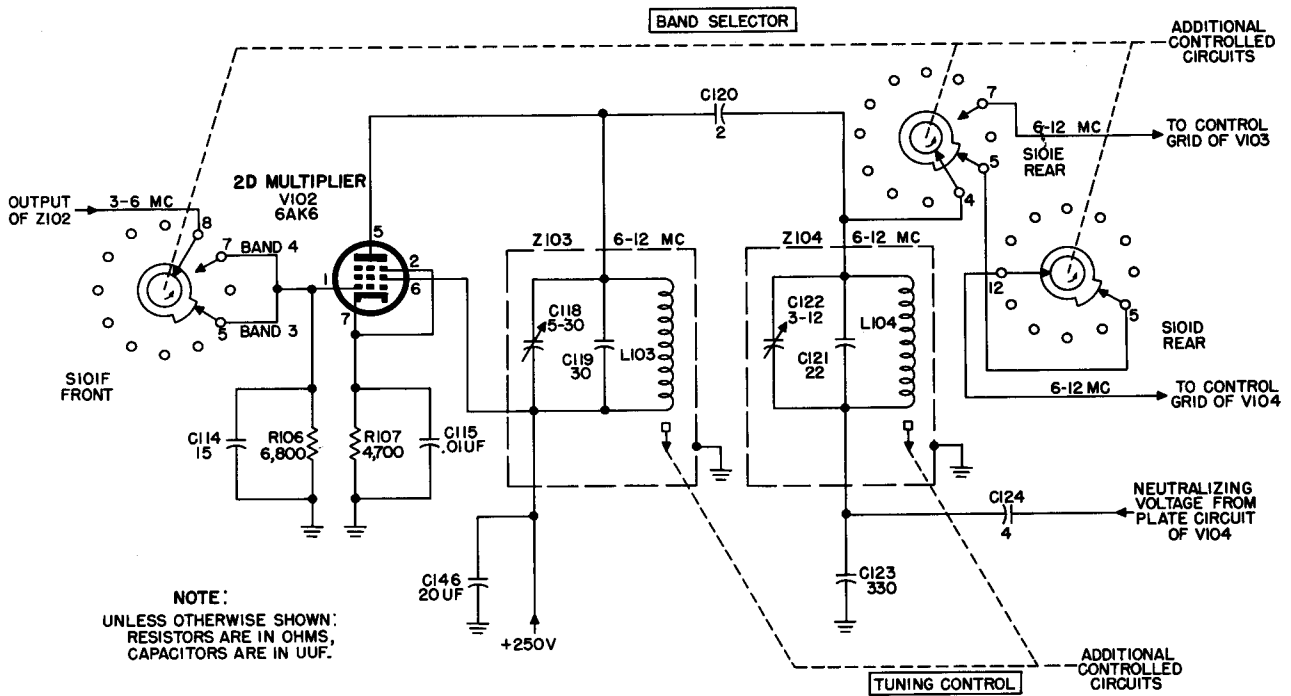 BAND SELECTOR
ADDITIONAL
CONTROLLED
CIRCUITS
C120
2
7
6-12 MC
TO CONTROL
GRID OF V103
S101E
REAR
5
4
2D MULTIPLIER
V102
6AK6
OUTPUT
OF Z102
3-6 MC
8
7
BAND 4
5
BAND 3
S101F
FRONT
5
1
2
6
7
Z103
6-12 MC
C118
5-30
C119
30
L103
Z104
6-12 MC
C122
3-12
C121
22
L104
12
5
S101D
REAR
6-12 MC
TO CONTROL
GRID OF V104
C114
15
R106
6,800
R107
4,700
C115
.01UF
C146
20UF
+250V
C124
4
NEUTRALIZING
VOLTAGE FROM
PLATE CIRCUIT
OF V104
C123
330
NOTE:
UNLESS OTHERWISE SHOWN:
RESISTORS ARE IN OHMS,
CAPACITORS ARE IN UUF.
TUNING CONTROL
ADDITIONAL
CONTROLLED
CIRCUITS